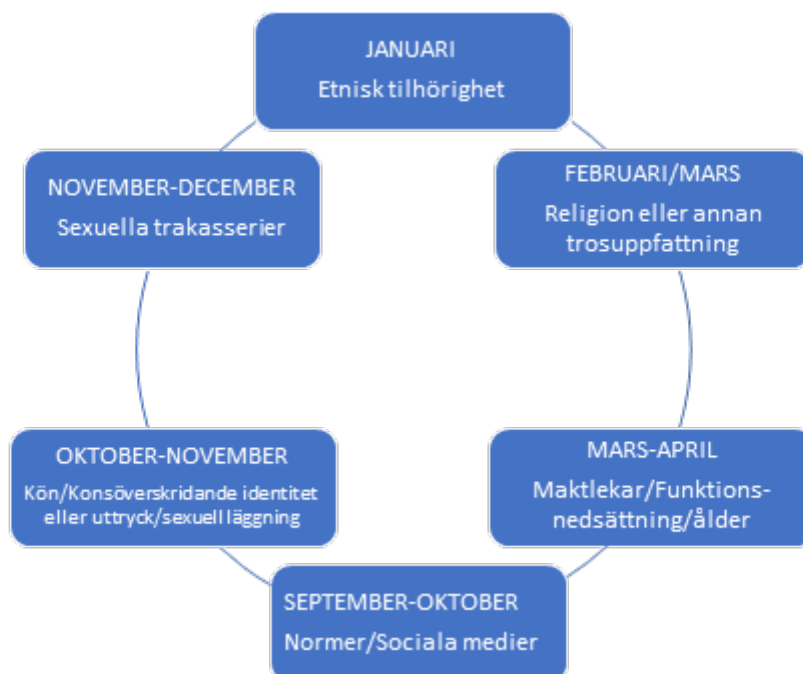 JANUARI
Etnisk tilhörighet
FEBRUARI/MARS
Religion eller annan
trosuppfattning
MARS-APRIL
Maktlekar/Funktions-
nedsättning/ålder
SEPTEMBER-OKTOBER
Normer/Sociala medier
OKTOBER-NOVEMBER
Kön/Konsöverskridande identitet
eller uttryck/sexuell läggning
NOVEMBER-DECEMBER
Sexuella trakasserier